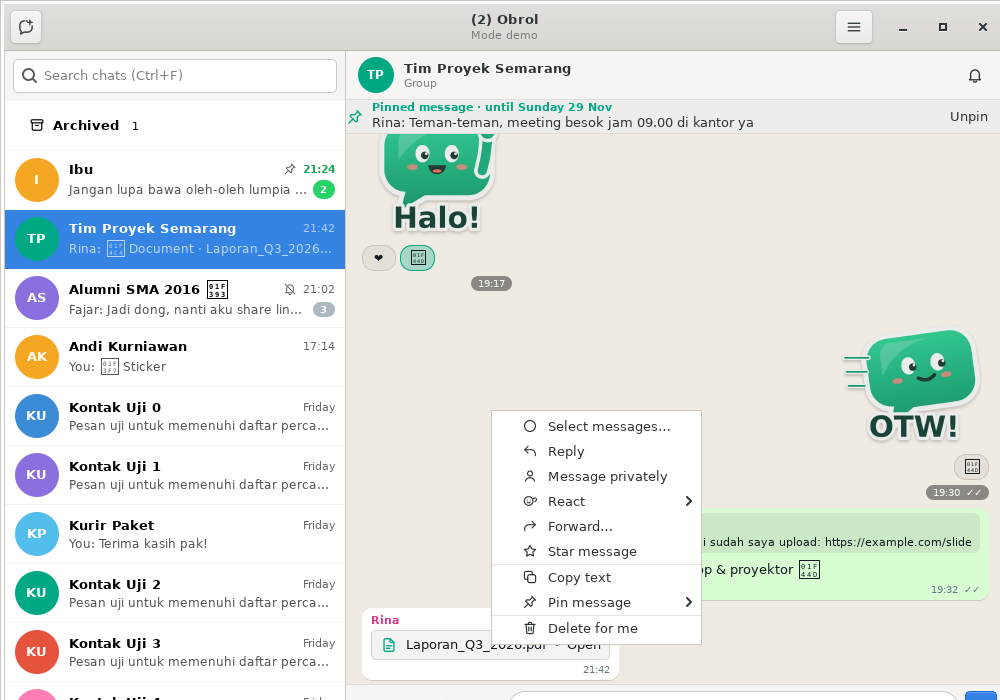 (2) Obrol
Mode demo
Search chats (Ctrl+F)
Archived 1
Ibu 21:24
Jangan lupa bawa oleh-oleh lumpia ... 2
Tim Proyek Semarang 21:42
Rina: Document · Laporan_Q3_2026...
Alumni SMA 2016 21:02
Fajar: Jadi dong, nanti aku share lin... 3
Andi Kurniawan 17:14
You: Sticker
Kontak Uji 0 Friday
Pesan uji untuk memenuhi daftar perca...
Kontak Uji 1 Friday
Pesan uji untuk memenuhi daftar perca...
Kurir Paket Friday
You: Terima kasih pak!
Kontak Uji 2 Friday
Pesan uji untuk memenuhi daftar perca...
Kontak Uji 3 Friday
Pesan uji untuk memenuhi daftar perca...
I
TP
AS
AK
KU
KU
KP
KU
KU
TP
Tim Proyek Semarang
Group
Pinned message · until Sunday 29 Nov
Rina: Teman-teman, meeting besok jam 09.00 di kantor ya
Unpin
Halo!
19:17
OTW!
19:30 ✓✓
i sudah saya upload: https://example.com/slide
& proyektor
19:32 ✓✓
Select messages...
Reply
Message privately
React
Forward...
Star message
Copy text
Pin message
Delete for me
Rina
Laporan_Q3_2026.pdf · Open
21:42